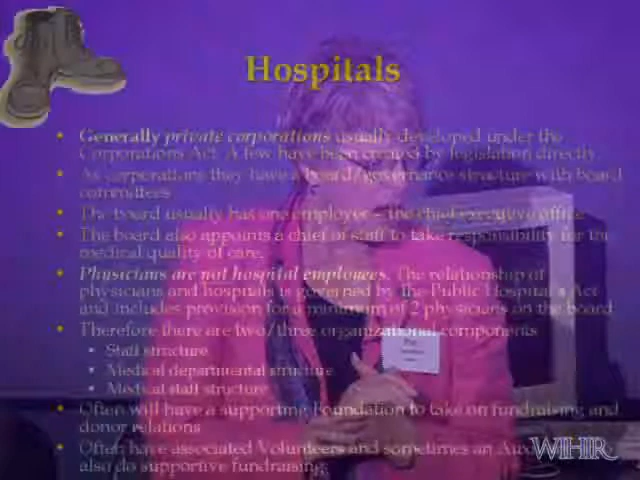 Hospitals
• Generally private corporations usually developed under the
Corporations Act. A few have been created by legislation directly.
• As corporations they have a board/governance structure with board
committees
• The board usually has one employer – the chief executive office
• The board also appoints a chief of staff to take responsibility for the
medical quality of care.
• Physicians are not hospital employees. The relationship of
physicians and hospitals is governed by the Public Hospital's Act
and includes provision for a minimum of 2 physicians on the board
• Therefore there are two/three organizational components
• Staff structure
• Medical departmental structure
• Medical staff structure
• Often will have a supporting Foundation to take on fundraising and
donor relations
• Often have associated Volunteers and sometimes an
also do supportive fundraising.
WIHIR